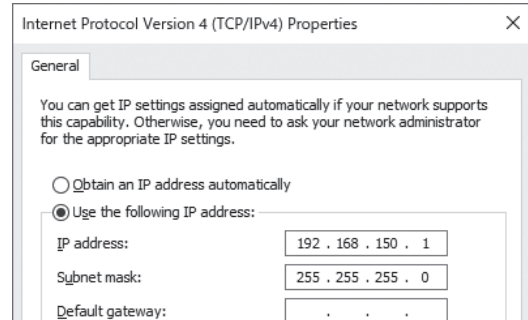 Internet Protocol Version 4 (TCP/IPv4) Properties
General
You can get IP settings assigned automatically if your network supports
this capability. Otherwise, you need to ask your network administrator
for the appropriate IP settings.
Obtain an IP address automatically
Use the following IP address:
IP address: 192 . 168 . 150 . 1
Subnet mask: 255 . 255 . 255 . 0
Default gateway: . . .